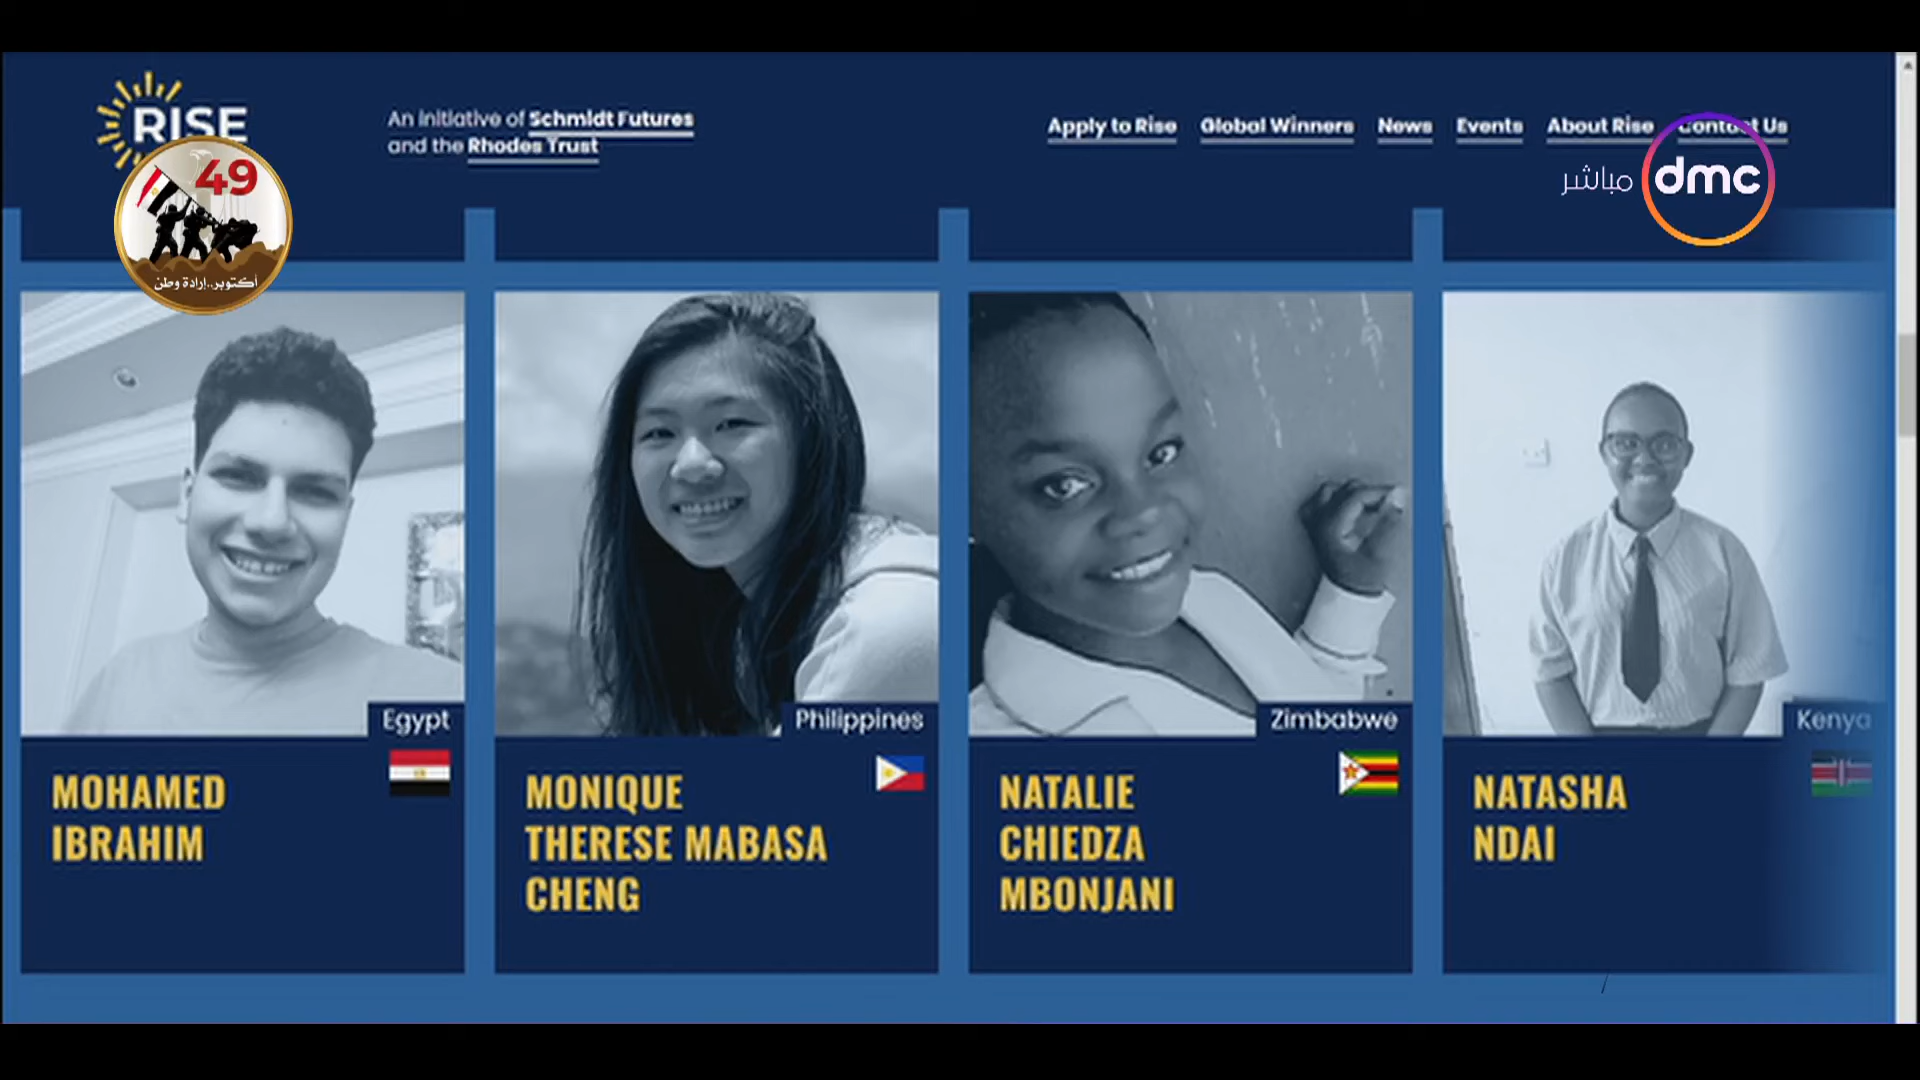 RISE
An initiative of Schmidt Futures
and the Rhodes Trust
Apply to Rise
Global Winners
News
Events
About Rise
Contact Us
مباشر
dmc
49
أكتوبر..إرادة وطن
Egypt
MOHAMED
IBRAHIM
Philippines
MONIQUE
THERESE MABASA
CHENG
Zimbabwe
NATALIE
CHIEDZA
MBONJANI
Kenya
NATASHA
NDAI